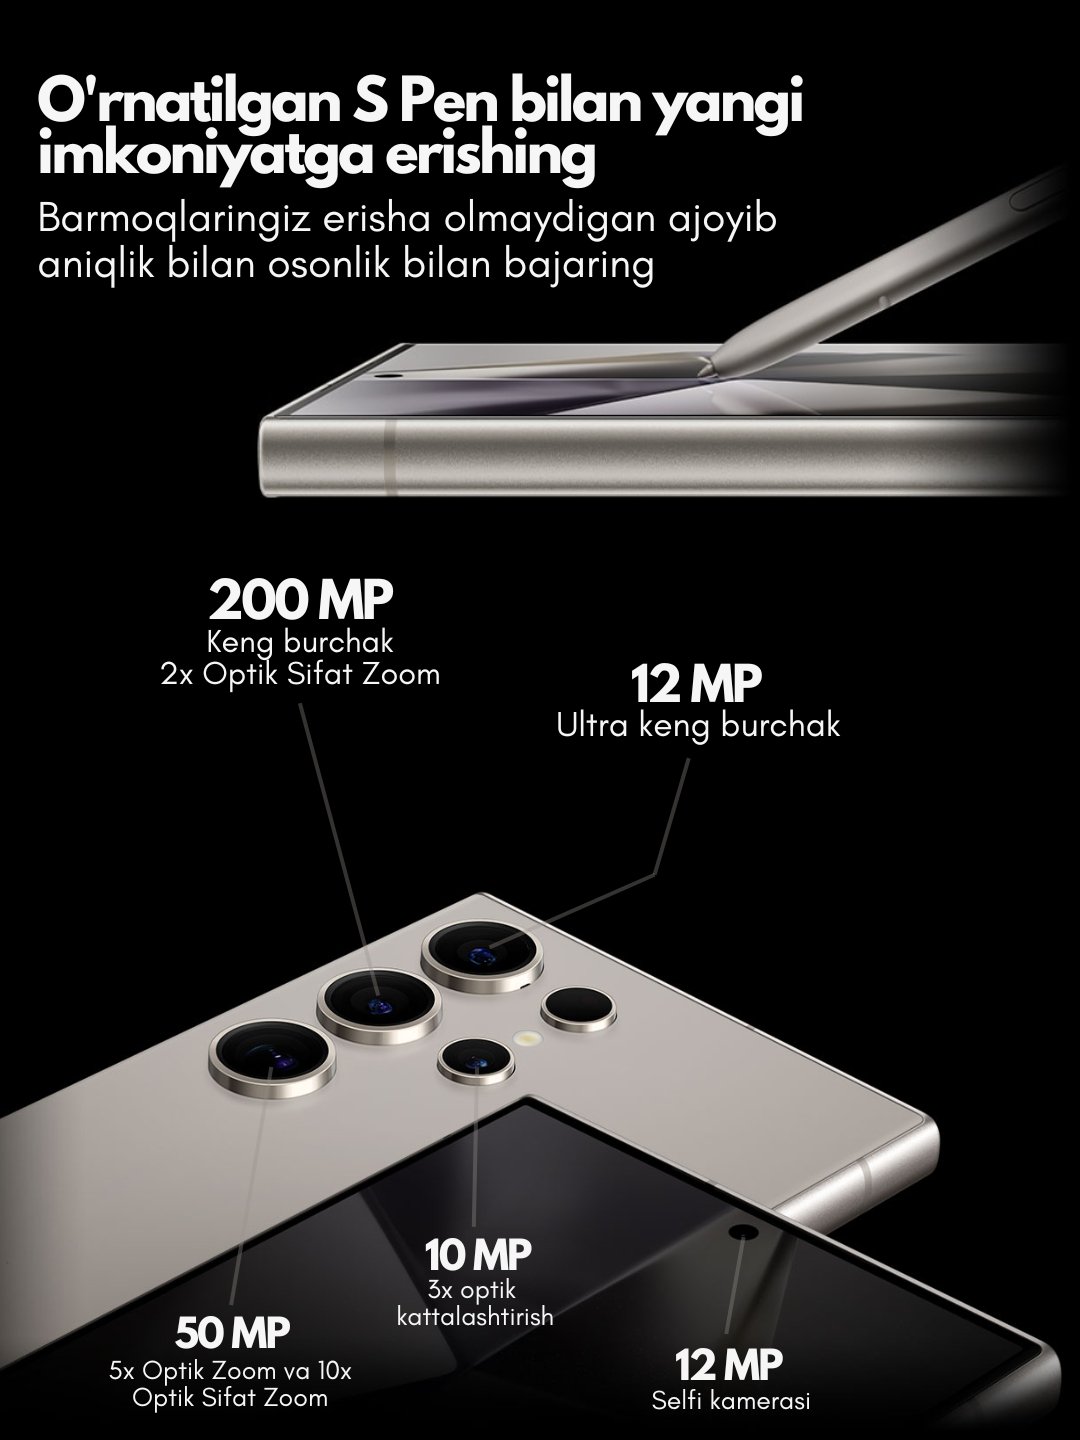 O'rnatilgan S Pen bilan yangi
imkoniyatga erishing
Barmoqlaringiz erisha olmaydigan ajoyib
aniqlik bilan osonlik bilan bajaring
200 MP
Keng burchak
2x Optik Sifat Zoom
12 MP
Ultra keng burchak
10 MP
3x optik
kattalashtirish
50 MP
5x Optik Zoom va 10x
Optik Sifat Zoom
12 MP
Selfi kamerasi